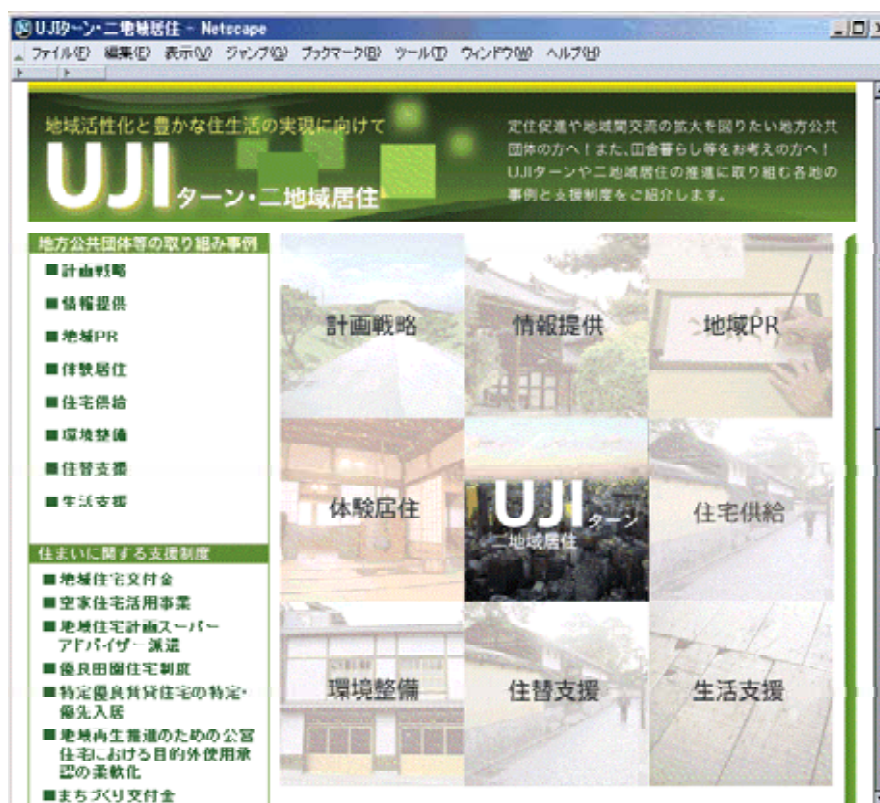 UJIターン・二地域居住 - Netscape
ファイル(F) 編集(E) 表示(V) ジャンプ(G) ブックマーク(B) ツール(T) ウィンドウ(W) ヘルプ(H)
地域活性化と豊かな住生活の実現に向けて
UJIターン・二地域居住
定住促進や地域間交流の拡大を図りたい地方公共
団体の方へ!また、田舎暮らし等をお考えの方へ!
UJIターンや二地域居住の推進に取り組む各地の
事例と支援制度をご紹介します。
地方公共団体等の取り組み事例
■計画戦略
■情報提供
■地域PR
■体験居住
■住宅供給
■環境整備
■住替支援
■生活支援
住まいに関する支援制度
■地域住宅交付金
■空家住宅活用事業
■地域住宅計画スーパー
アドバイザー派遣
■優良田園住宅制度
■特定優良賃貸住宅の特定・
優先入居
■地域再生推進のための公営
住宅における目的外使用承
認の柔軟化
■まちづくり交付金
計画戦略
情報提供
地域PR
体験居住
UJIターン
二地域居住
住宅供給
環境整備
住替支援
生活支援